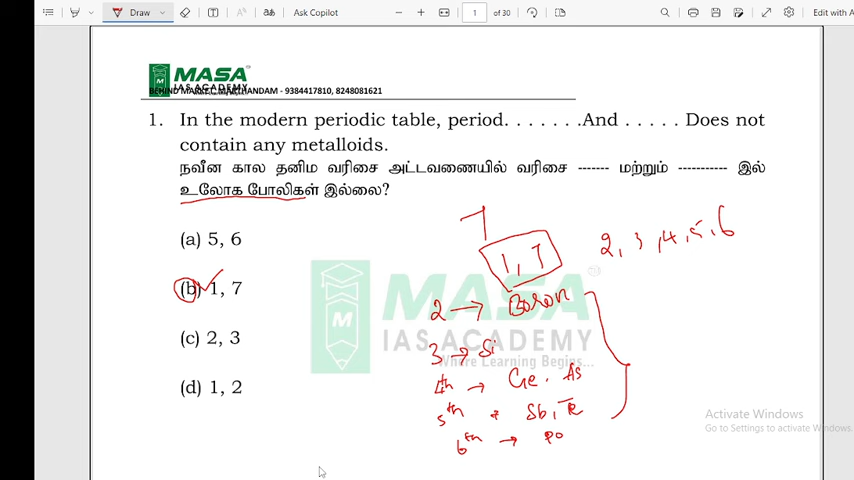 Draw
Ask Copilot
1 of 30
Edit with A
MASA
IAS ACADEMY
BEHIND MARKET, MARTHANDAM - 9384417810, 8248081621
1. In the modern periodic table, period. . . . . . .And . . . . . Does not
contain any metalloids.
நவீன கால தனிம வரிசை அட்டவணையில் வரிசை ------- மற்றும் ----------- இல்
உலோக போலிகள் இல்லை?
(a) 5, 6
(b) 1, 7
(c) 2, 3
(d) 1, 2
7
1, 7
2, 3, 4, 5, 6
2 → Boron
3 → Si
4th → Ge, As
5th → Sb, Te
6th → Po
MASA
IAS ACADEMY
Where Learning Begins...
Activate Windows
Go to Settings to activate Windows.